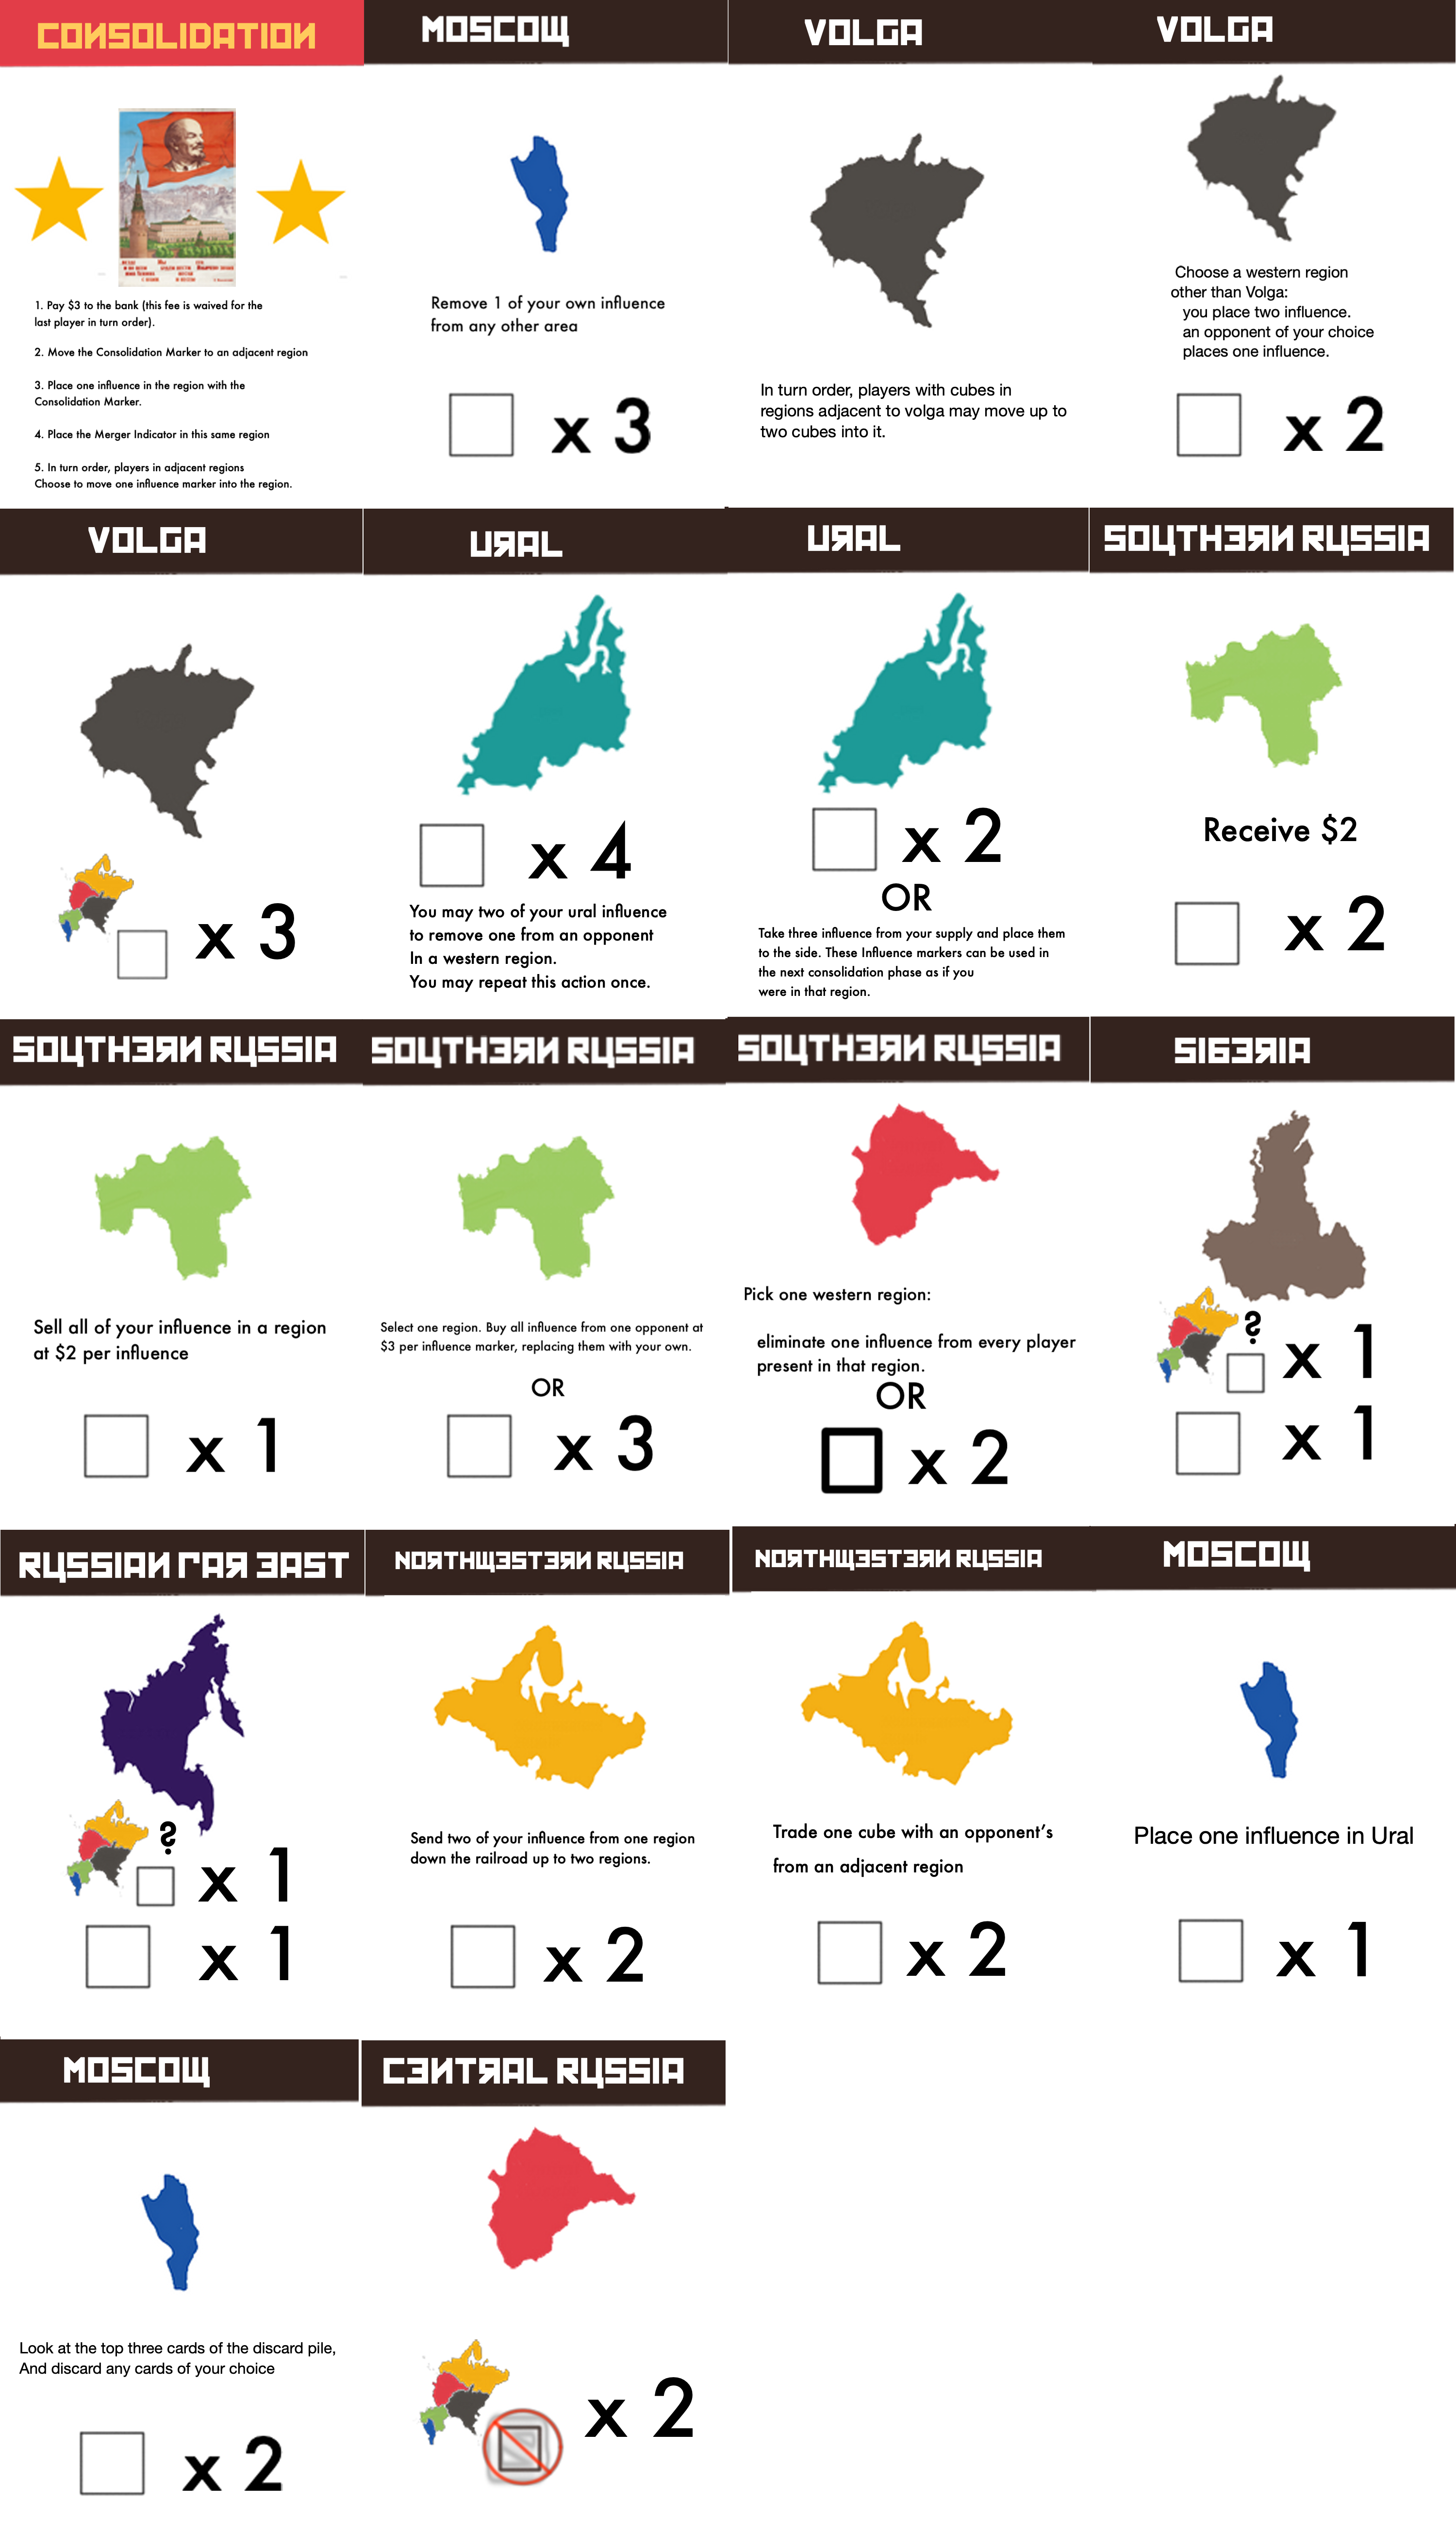 CONSOLIDATION
1. Pay $3 to the bank (this fee is waived for the
last player in turn order).
2. Move the Consolidation Marker to an adjacent region
3. Place one influence in the region with the
Consolidation Marker.
4. Place the Merger Indicator in this same region
5. In turn order, players in adjacent regions
Choose to move one influence marker into the region.
MOSCOW
Remove 1 of your own influence
from any other area
x 3
VOLGA
In turn order, players with cubes in
regions adjacent to volga may move up to
two cubes into it.
VOLGA
Choose a western region
other than Volga:
you place two influence.
an opponent of your choice
places one influence.
x 2
VOLGA
x 3
URAL
x 4
You may two of your ural influence
to remove one from an opponent
In a western region.
You may repeat this action once.
URAL
x 2
OR
Take three influence from your supply and place them
to the side. These Influence markers can be used in
the next consolidation phase as if you
were in that region.
SOUTHERN RUSSIA
Receive $2
x 2
SOUTHERN RUSSIA
Sell all of your influence in a region
at $2 per influence
x 1
SOUTHERN RUSSIA
Select one region. Buy all influence from one opponent at
$3 per influence marker, replacing them with your own.
OR
x 3
SOUTHERN RUSSIA
Pick one western region:
eliminate one influence from every player
present in that region.
OR
x 2
SIBERIA
? x 1
x 1
RUSSIAN FAR EAST
? x 1
x 1
NORTHWESTERN RUSSIA
Send two of your influence from one region
down the railroad up to two regions.
x 2
NORTHWESTERN RUSSIA
Trade one cube with an opponent's
from an adjacent region
x 2
MOSCOW
Place one influence in Ural
x 1
MOSCOW
Look at the top three cards of the discard pile,
And discard any cards of your choice
x 2
CENTRAL RUSSIA
x 2